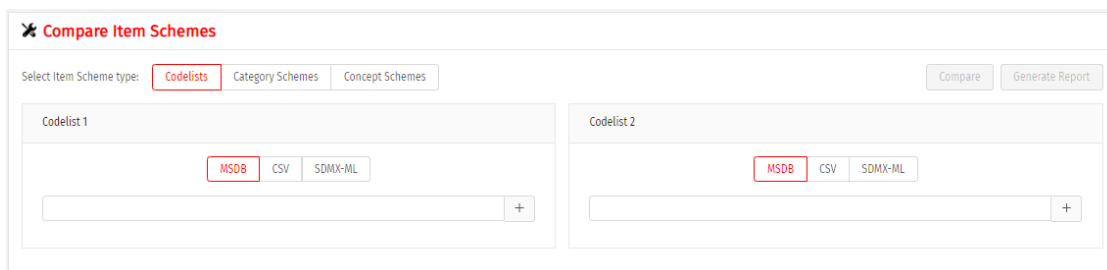 Compare Item Schemes
Select Item Scheme type: Codelists Category Schemes Concept Schemes Compare Generate Report
Codelist 1 Codelist 2
MSDB CSV SDMX-ML MSDB CSV SDMX-ML
+ +